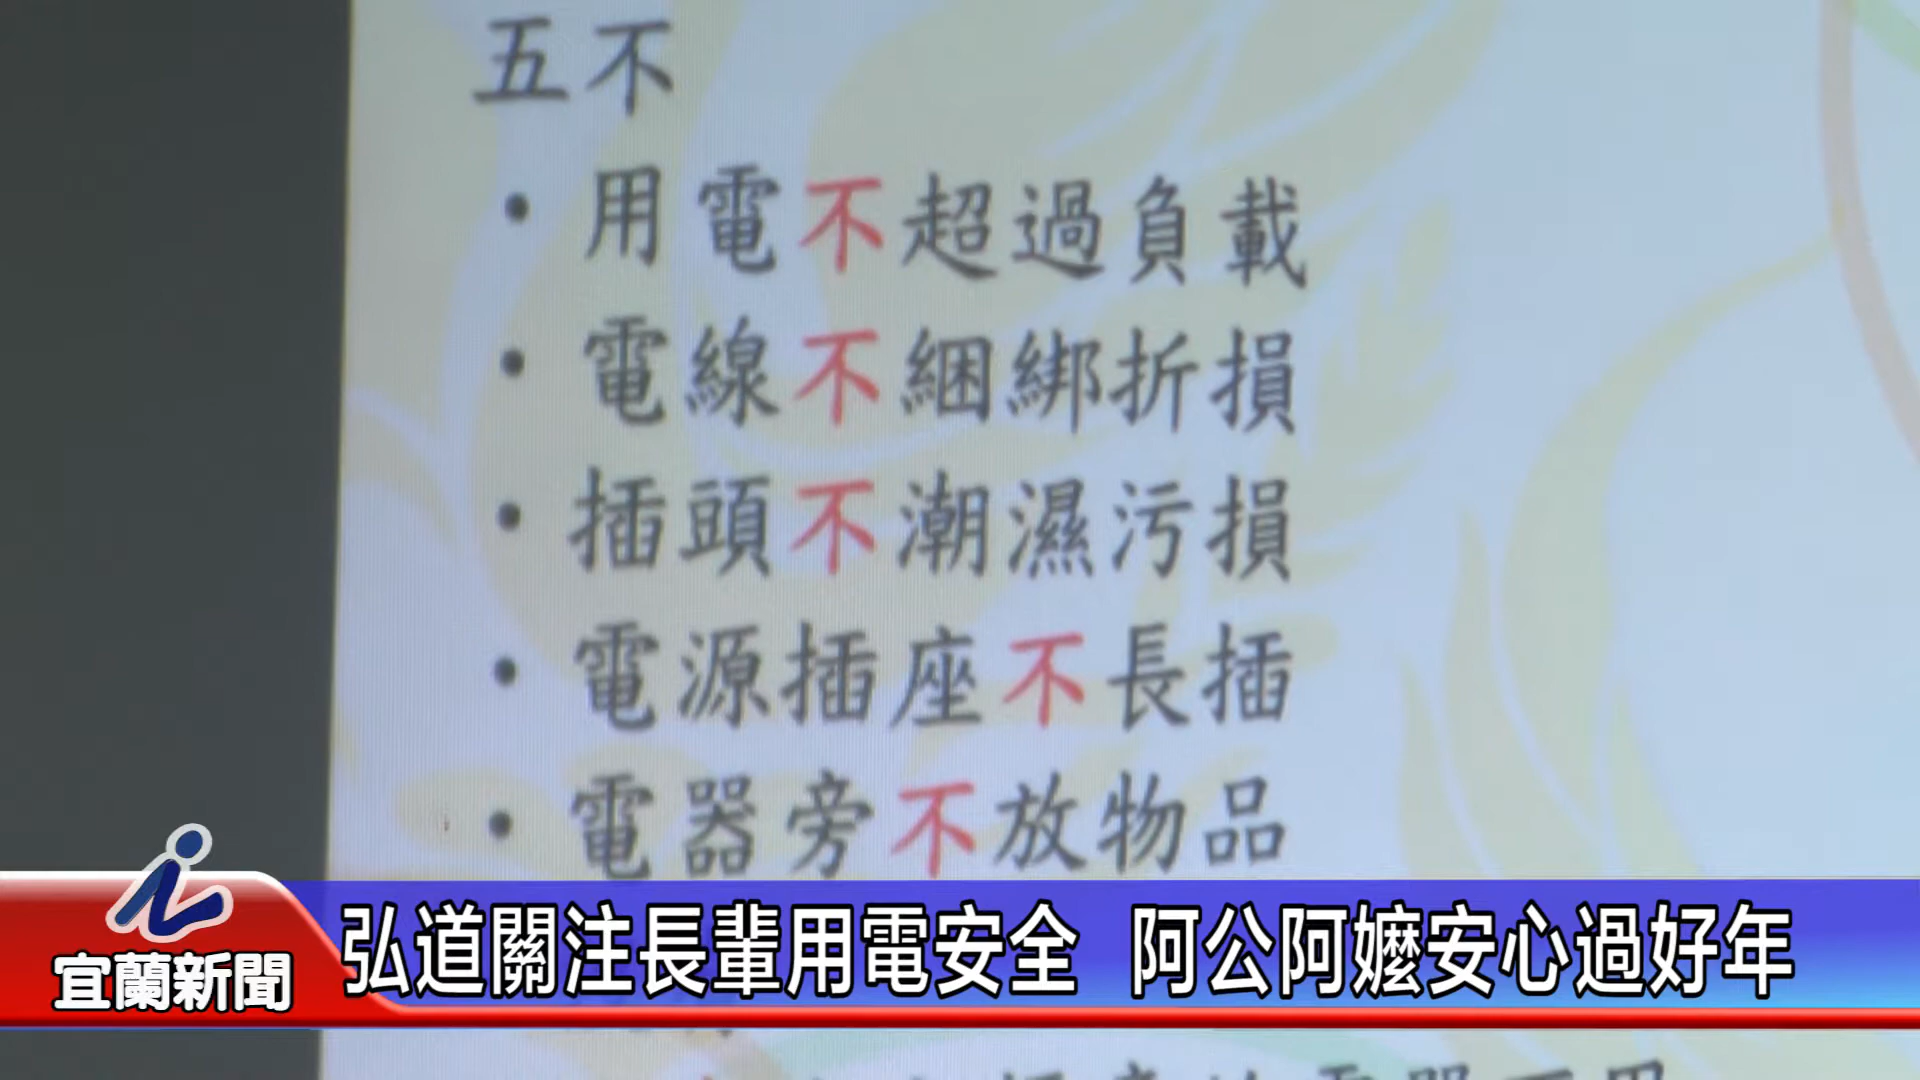 五不
• 用電不超過負載
• 電線不綑綁折損
• 插頭不潮濕污損
• 電源插座不長插
• 電器旁不放物品
宜蘭新聞
弘道關注長輩用電安全 阿公阿嬤安心過好年